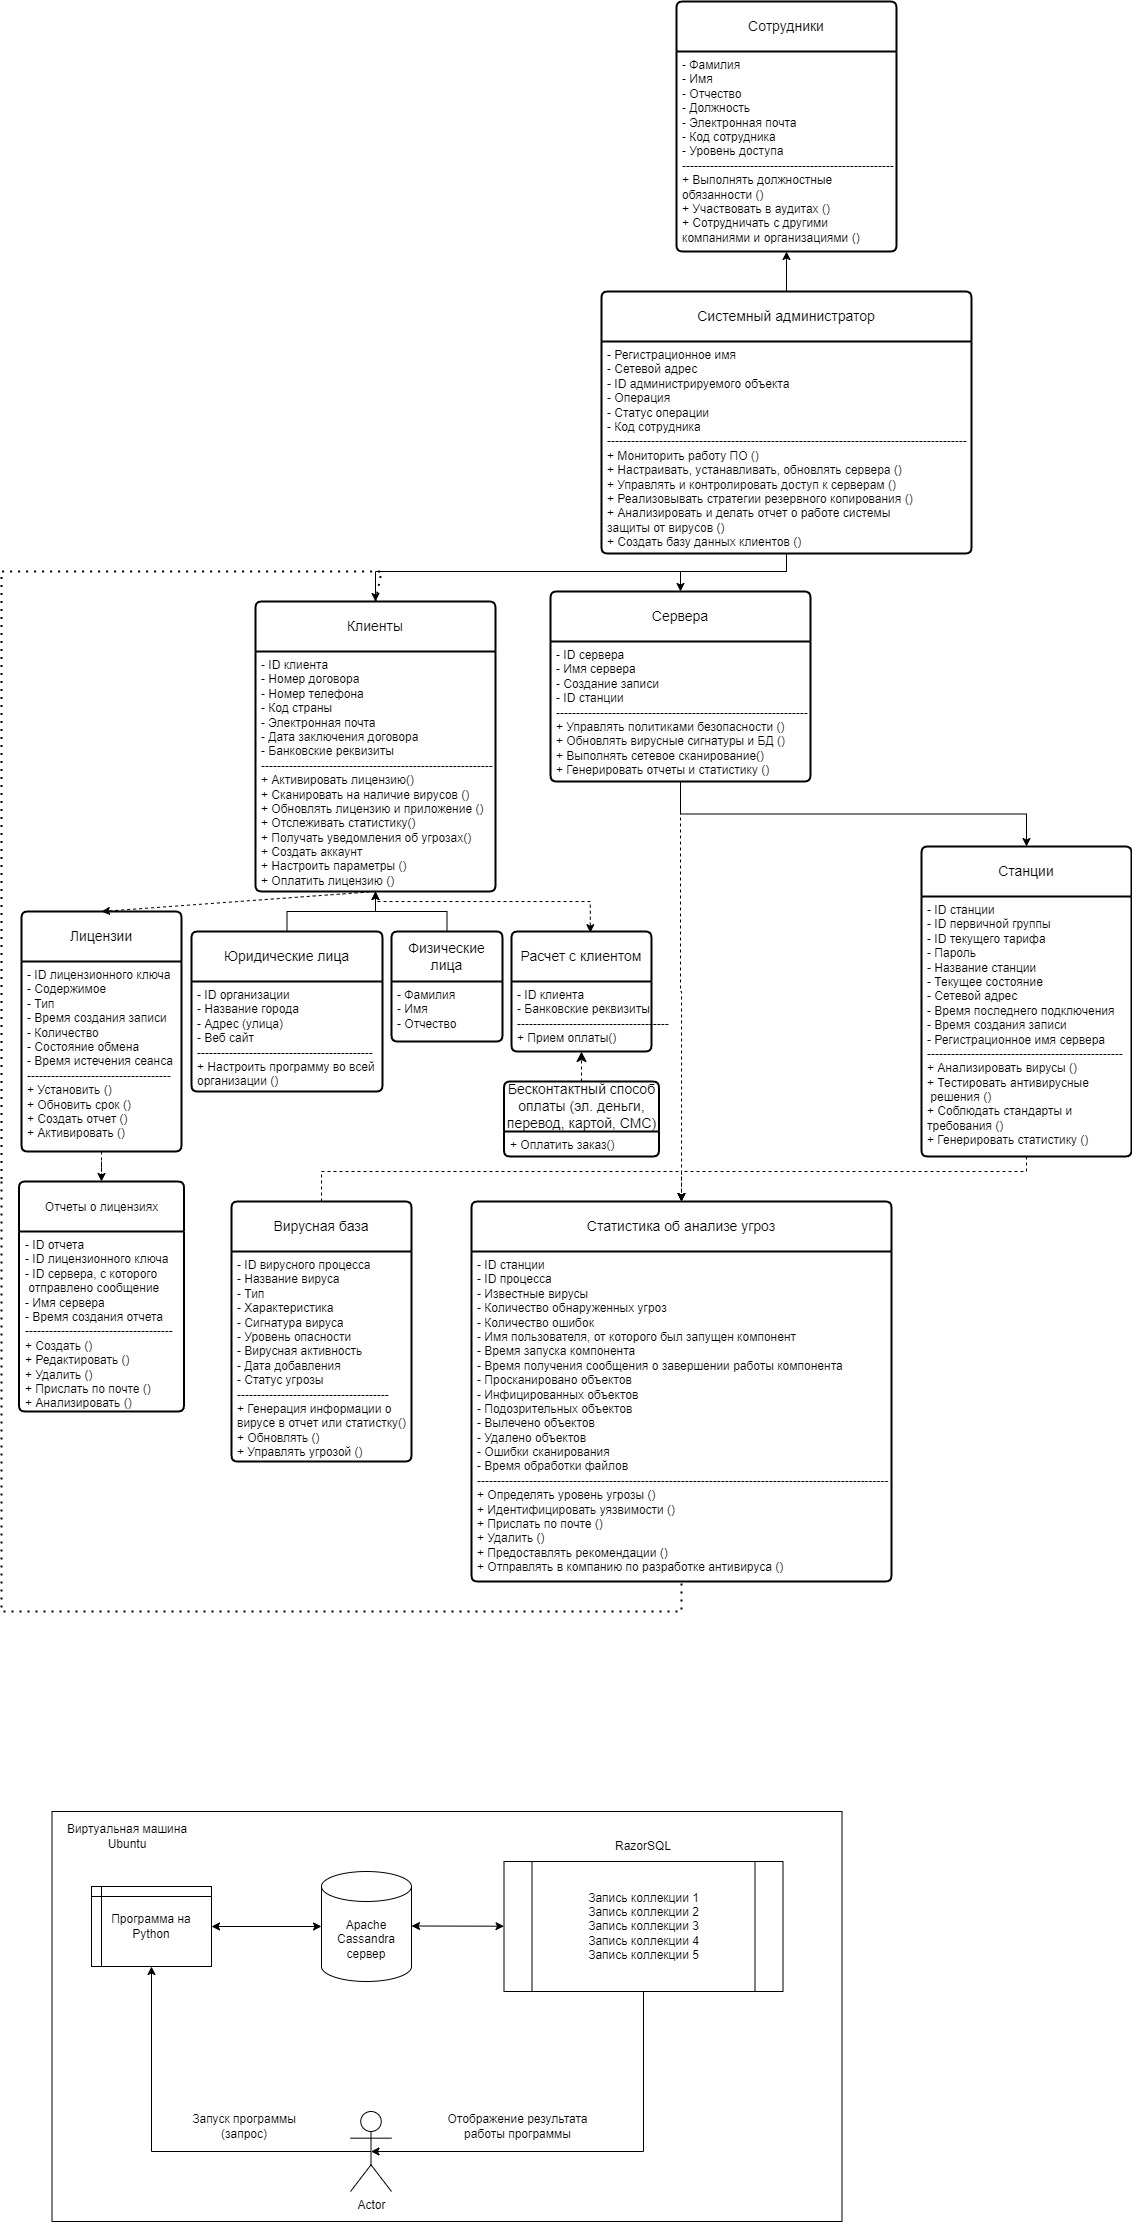 Сотрудники
- Фамилия
- Имя
- Отчество
- Должность
- Электронная почта
- Код сотрудника
- Уровень доступа
+ Выполнять должностные
обязанности ()
+ Участвовать в аудитах ()
+ Сотрудничать с другими
компаниями и организациями ()
Системный администратор
- Регистрационное имя
- Сетевой адрес
- ID администрируемого объекта
- Операция
- Статус операции
- Код сотрудника
+ Мониторить работу ПО ()
+ Настраивать, устанавливать, обновлять сервера ()
+ Управлять и контролировать доступ к серверам ()
+ Реализовывать стратегии резервного копирования ()
+ Анализировать и делать отчет о работе системы
защиты от вирусов ()
+ Создать базу данных клиентов ()
Клиенты
- ID клиента
- Номер договора
- Номер телефона
- Код страны
- Электронная почта
- Дата заключения договора
- Банковские реквизиты
+ Активировать лицензию()
+ Сканировать на наличие вирусов ()
+ Обновлять лицензию и приложение ()
+ Отслеживать статистику()
+ Получать уведомления об угрозах()
+ Создать аккаунт
+ Настроить параметры ()
+ Оплатить лицензию ()
Сервера
- ID сервера
- Имя сервера
- Создание записи
- ID станции
+ Управлять политиками безопасности ()
+ Обновлять вирусные сигнатуры и БД ()
+ Выполнять сетевое сканирование()
+ Генерировать отчеты и статистику ()
Станции
- ID станции
- ID первичной группы
- ID текущего тарифа
- Пароль
- Название станции
- Текущее состояние
- Сетевой адрес
- Время последнего подключения
- Время создания записи
- Регистрационное имя сервера
+ Анализировать вирусы ()
+ Тестировать антивирусные
решения ()
+ Соблюдать стандарты и
требования ()
+ Генерировать статистику ()
Лицензии
- ID лицензионного ключа
- Содержимое
- Тип
- Время создания записи
- Количество
- Состояние обмена
- Время истечения сеанса
+ Установить ()
+ Обновить срок ()
+ Создать отчет ()
+ Активировать ()
Юридические лица
- ID организации
- Название города
- Адрес (улица)
- Веб сайт
+ Настроить программу во всей
организации ()
Физические
лица
- Фамилия
- Имя
- Отчество
Расчет с клиентом
- ID клиента
- Банковские реквизиты
+ Прием оплаты()
Бесконтактный способ
оплаты (эл. деньги,
перевод, картой, СМС)
+ Оплатить заказ()
Отчеты о лицензиях
- ID отчета
- ID лицензионного ключа
- ID сервера, с которого
отправлено сообщение
- Имя сервера
- Время создания отчета
+ Создать ()
+ Редактировать ()
+ Удалить ()
+ Прислать по почте ()
+ Анализировать ()
Вирусная база
- ID вирусного процесса
- Название вируса
- Тип
- Характеристика
- Сигнатура вируса
- Уровень опасности
- Вирусная активность
- Дата добавления
- Статус угрозы
+ Генерация информации о
вирусе в отчет или статистку()
+ Обновлять ()
+ Управлять угрозой ()
Статистика об анализе угроз
- ID станции
- ID процесса
- Известные вирусы
- Количество обнаруженных угроз
- Количество ошибок
- Имя пользователя, от которого был запущен компонент
- Время запуска компонента
- Время получения сообщения о завершении работы компонента
- Просканировано объектов
- Инфицированных объектов
- Подозрительных объектов
- Вылечено объектов
- Удалено объектов
- Ошибки сканирования
- Время обработки файлов
+ Определять уровень угрозы ()
+ Идентифицировать уязвимости ()
+ Прислать по почте ()
+ Удалить ()
+ Предоставлять рекомендации ()
+ Отправлять в компанию по разработке антивируса ()
Виртуальная машина
Ubuntu
RazorSQL
Программа на
Python
Apache
Cassandra
сервер
Запись коллекции 1
Запись коллекции 2
Запись коллекции 3
Запись коллекции 4
Запись коллекции 5
Запуск программы
(запрос)
Отображение результата
работы программы
Actor